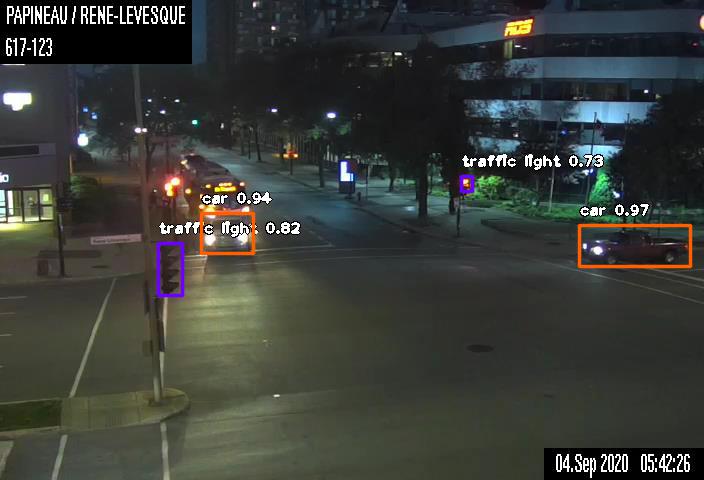 PAPINEAU / RENE-LEVESQUE
617-123
traffic light 0.73
car 0.94
car 0.97
traffic light 0.82
04.Sep 2020 05:42:26